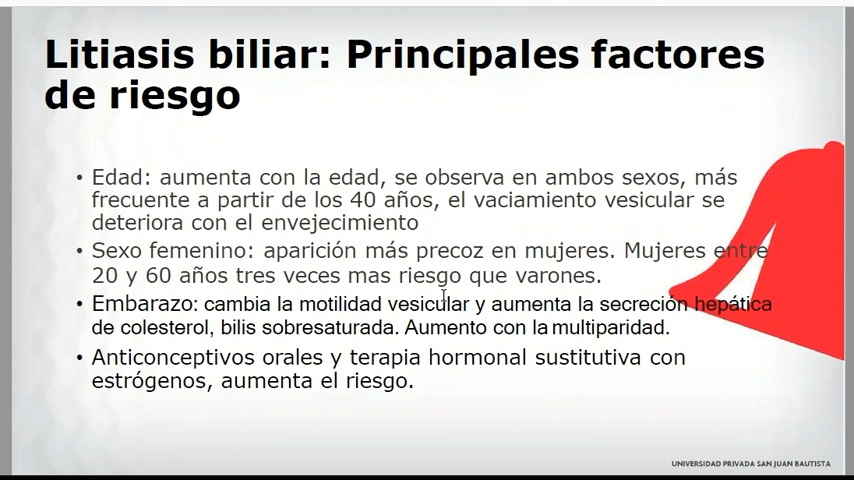 Litiasis biliar: Principales factores
de riesgo
• Edad: aumenta con la edad, se observa en ambos sexos, más
frecuente a partir de los 40 años, el vaciamiento vesicular se
deteriora con el envejecimiento
• Sexo femenino: aparición más precoz en mujeres. Mujeres entre
20 y 60 años tres veces mas riesgo que varones.
• Embarazo: cambia la motilidad vesicular y aumenta la secreción hepática
de colesterol, bilis sobresaturada. Aumento con la multiparidad.
• Anticonceptivos orales y terapia hormonal sustitutiva con
estrógenos, aumenta el riesgo.
UNIVERSIDAD PRIVADA SAN JUAN BAUTISTA